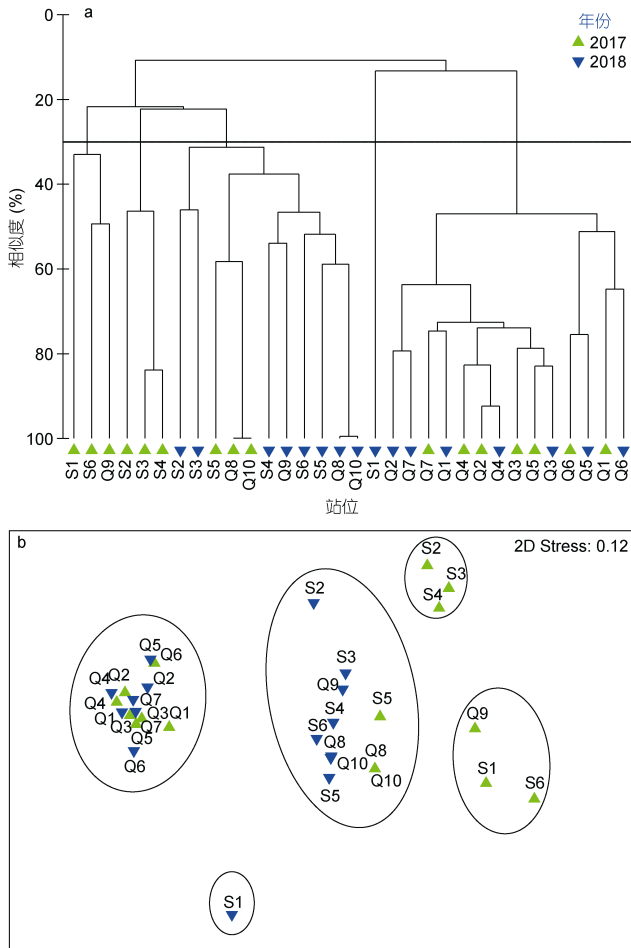 a
年份
2017
2018
0
20
40
60
80
100
相似度 (%)
S1 S6 Q9 S2 S3 S4 S2 S3 S5 Q8 Q10 S4 Q9 S6 S5 Q8 Q10 S1 Q2 Q7 Q7 Q1 Q4 Q2 Q4 Q3 Q5 Q3 Q6 Q5 Q1 Q6
站位
b
2D Stress: 0.12
S2
S3
S4
S2
Q5
Q6
S3
Q4 Q2
Q2
Q9
Q4
Q7
S5
S4
Q9
Q1
Q3 Q1
S6
Q3
Q7
Q8
Q8
Q5
Q10
S1
S6
Q6
Q10
S5
S1